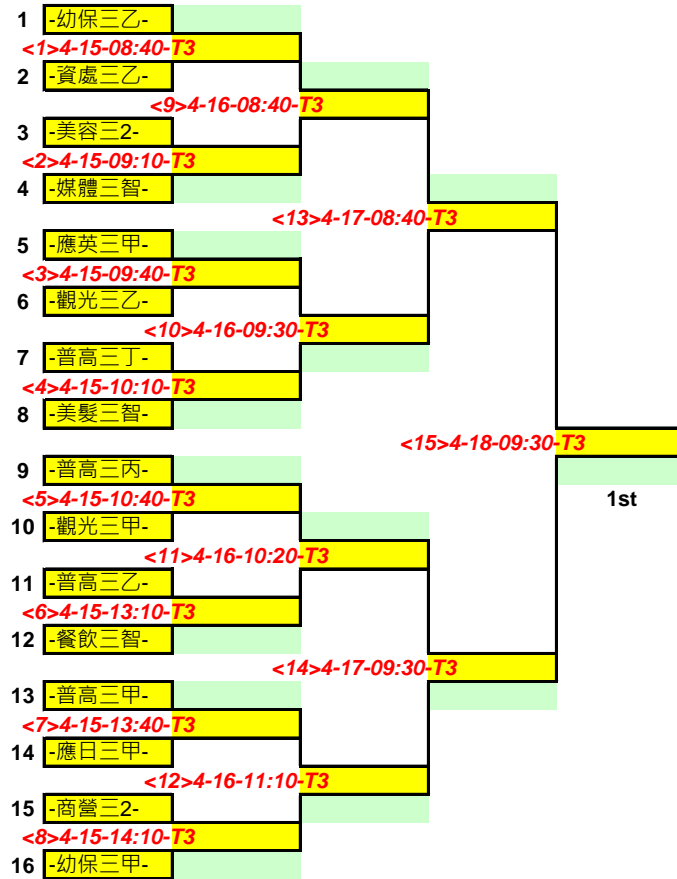 1 -幼保三乙-
<1>4-15-08:40-T3
2 -資處三乙-
<9>4-16-08:40-T3
3 -美容三2-
<2>4-15-09:10-T3
4 -媒體三智-
<13>4-17-08:40-T3
5 -應英三甲-
<3>4-15-09:40-T3
6 -觀光三乙-
<10>4-16-09:30-T3
7 -普高三丁-
<4>4-15-10:10-T3
8 -美髮三智-
<15>4-18-09:30-T3
9 -普高三丙-
<5>4-15-10:40-T3
1st
10 -觀光三甲-
<11>4-16-10:20-T3
11 -普高三乙-
<6>4-15-13:10-T3
12 -餐飲三智-
<14>4-17-09:30-T3
13 -普高三甲-
<7>4-15-13:40-T3
14 -應日三甲-
<12>4-16-11:10-T3
15 -商營三2-
<8>4-15-14:10-T3
16 -幼保三甲-